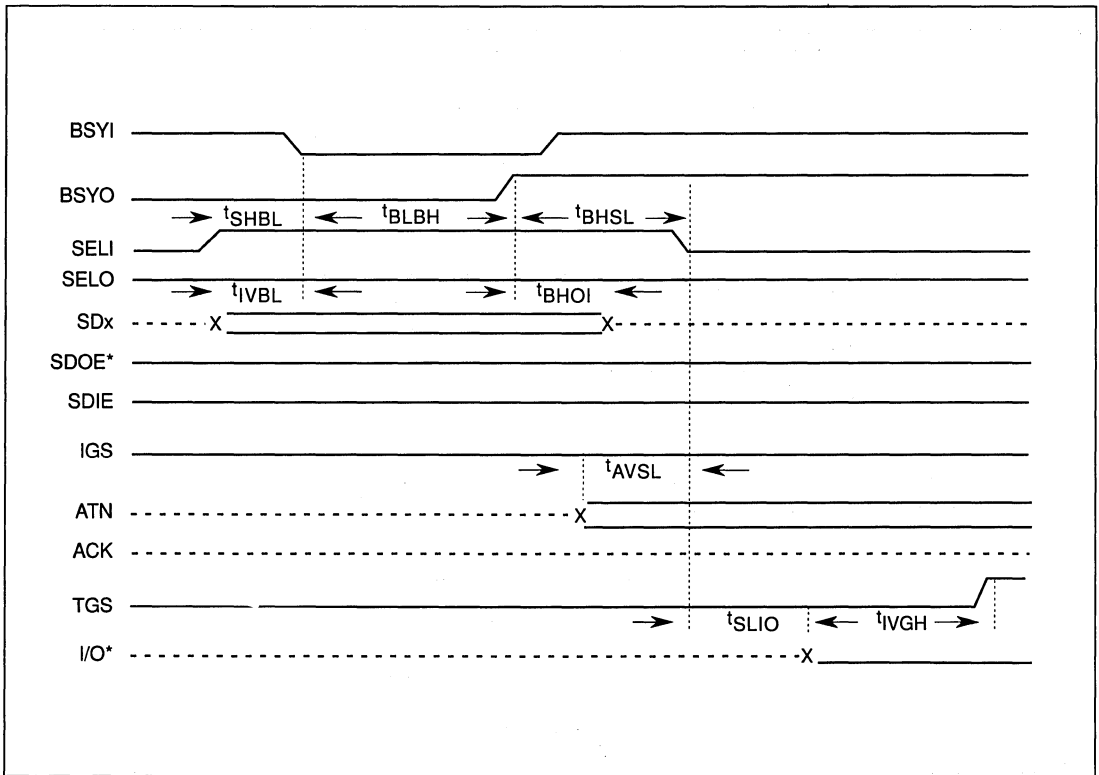 BSYI
BSYO
tSHBL tBLBH tBHSL
SELI
SELO
tIVBL tBHOI
SDx X X
SDOE*
SDIE
IGS
tAVSL
ATN X
ACK
TGS
tSLIO tIVGH
I/O* X